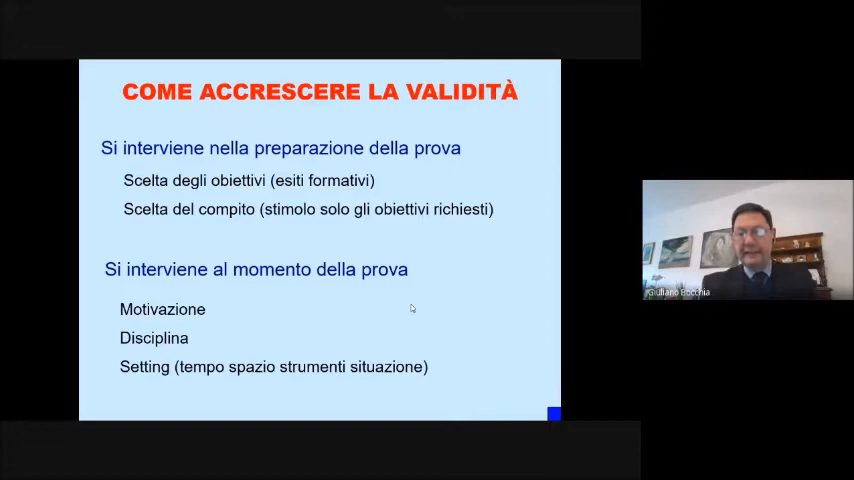 COME ACCRESCERE LA VALIDITÀ
Si interviene nella preparazione della prova
Scelta degli obiettivi (esiti formativi)
Scelta del compito (stimolo solo gli obiettivi richiesti)
Si interviene al momento della prova
Motivazione
Disciplina
Setting (tempo spazio strumenti situazione)
Giuliano Bocchia